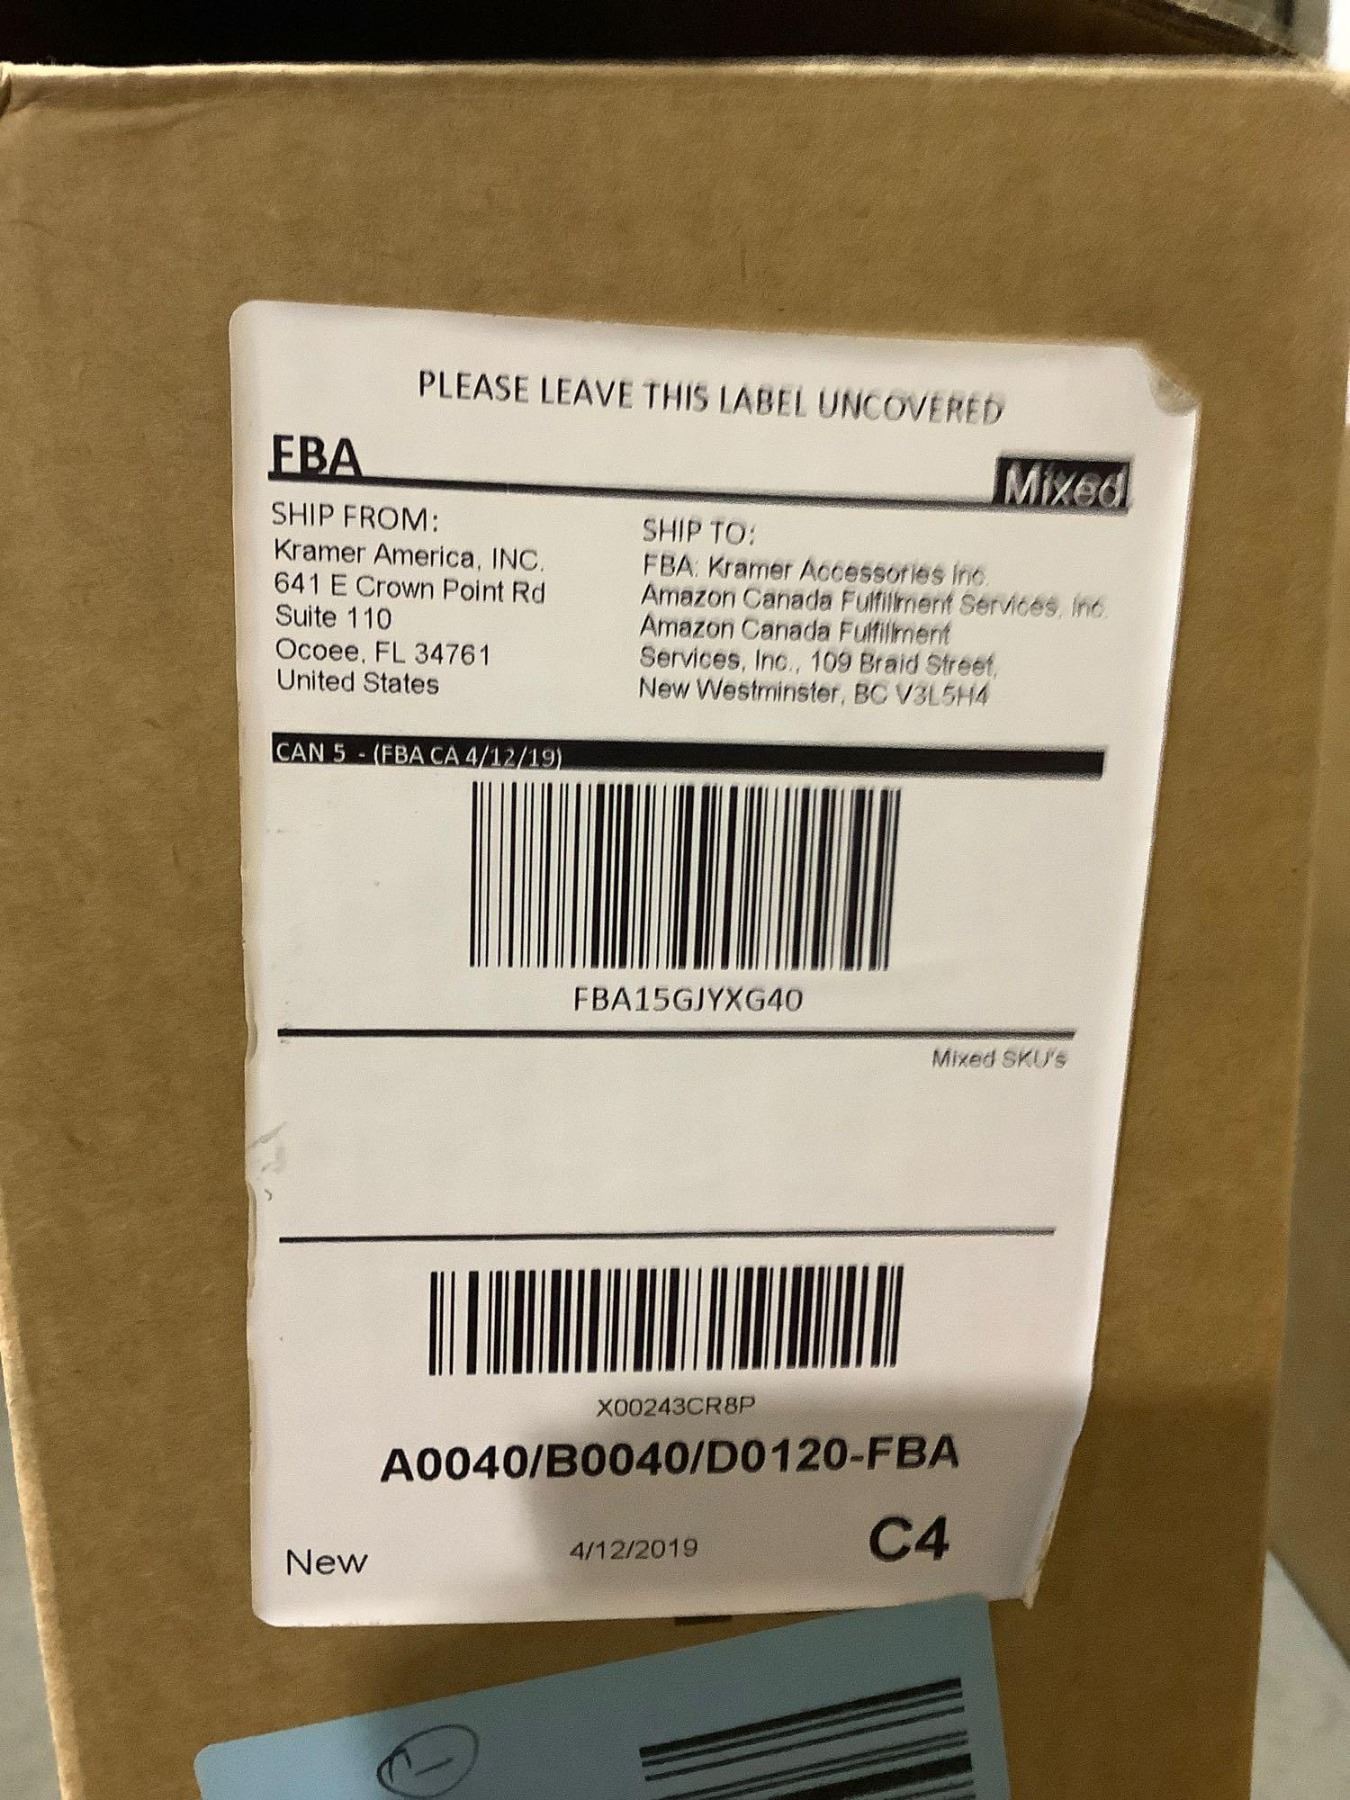 PLEASE LEAVE THIS LABEL UNCOVERED
FBA
Mixed
SHIP FROM:
Kramer America, INC.
641 E Crown Point Rd
Suite 110
Ocoee, FL 34761
United States
SHIP TO:
FBA: Kramer Accessories Inc.
Amazon Canada Fulfillment Services, Inc.
Amazon Canada Fulfillment
Services, Inc., 109 Braid Street,
New Westminster, BC V3L5H4
CAN 5 - (FBA CA 4/12/19)
FBA15GJYXG40
Mixed SKU's
X00243CR8P
A0040/B0040/D0120-FBA
New
4/12/2019
C4